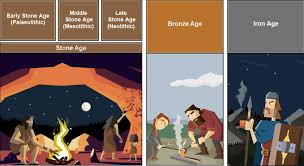 Early Stone Age
(Palaeolithic)
Middle
Stone Age
(Mesolithic)
Late
Stone Age
(Neolithic)
Stone Age
Bronze Age
Iron Age